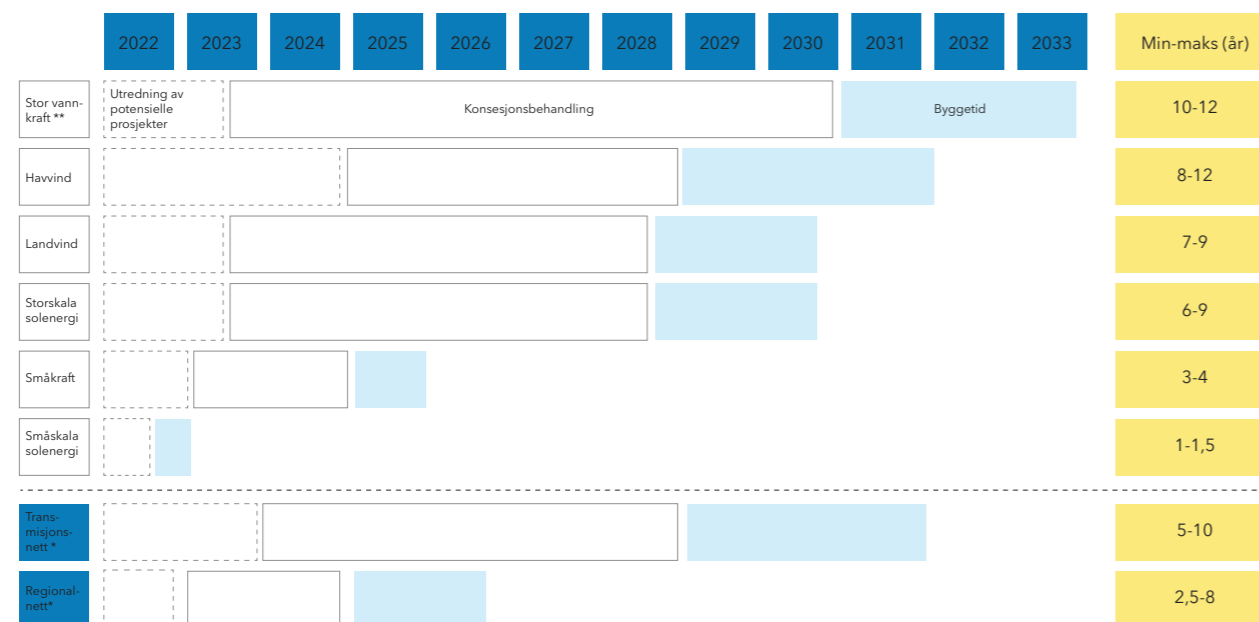 2022 2023 2024 2025 2026 2027 2028 2029 2030 2031 2032 2033 Min-maks (år)
Stor vann-
kraft **
Utredning av
potensielle
prosjekter
Konsesjonsbehandling
Byggetid
10-12
Havvind
8-12
Landvind
7-9
Storskala
solenergi
6-9
Småkraft
3-4
Småskala
solenergi
1-1,5
Trans-
misjons-
nett *
5-10
Regional-
nett*
2,5-8